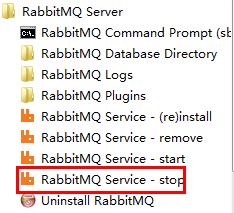 RabbitMQ Server
RabbitMQ Command Prompt (sb
RabbitMQ Database Directory
RabbitMQ Logs
RabbitMQ Plugins
RabbitMQ Service - (re)install
RabbitMQ Service - remove
RabbitMQ Service - start
RabbitMQ Service - stop
Uninstall RabbitMQ